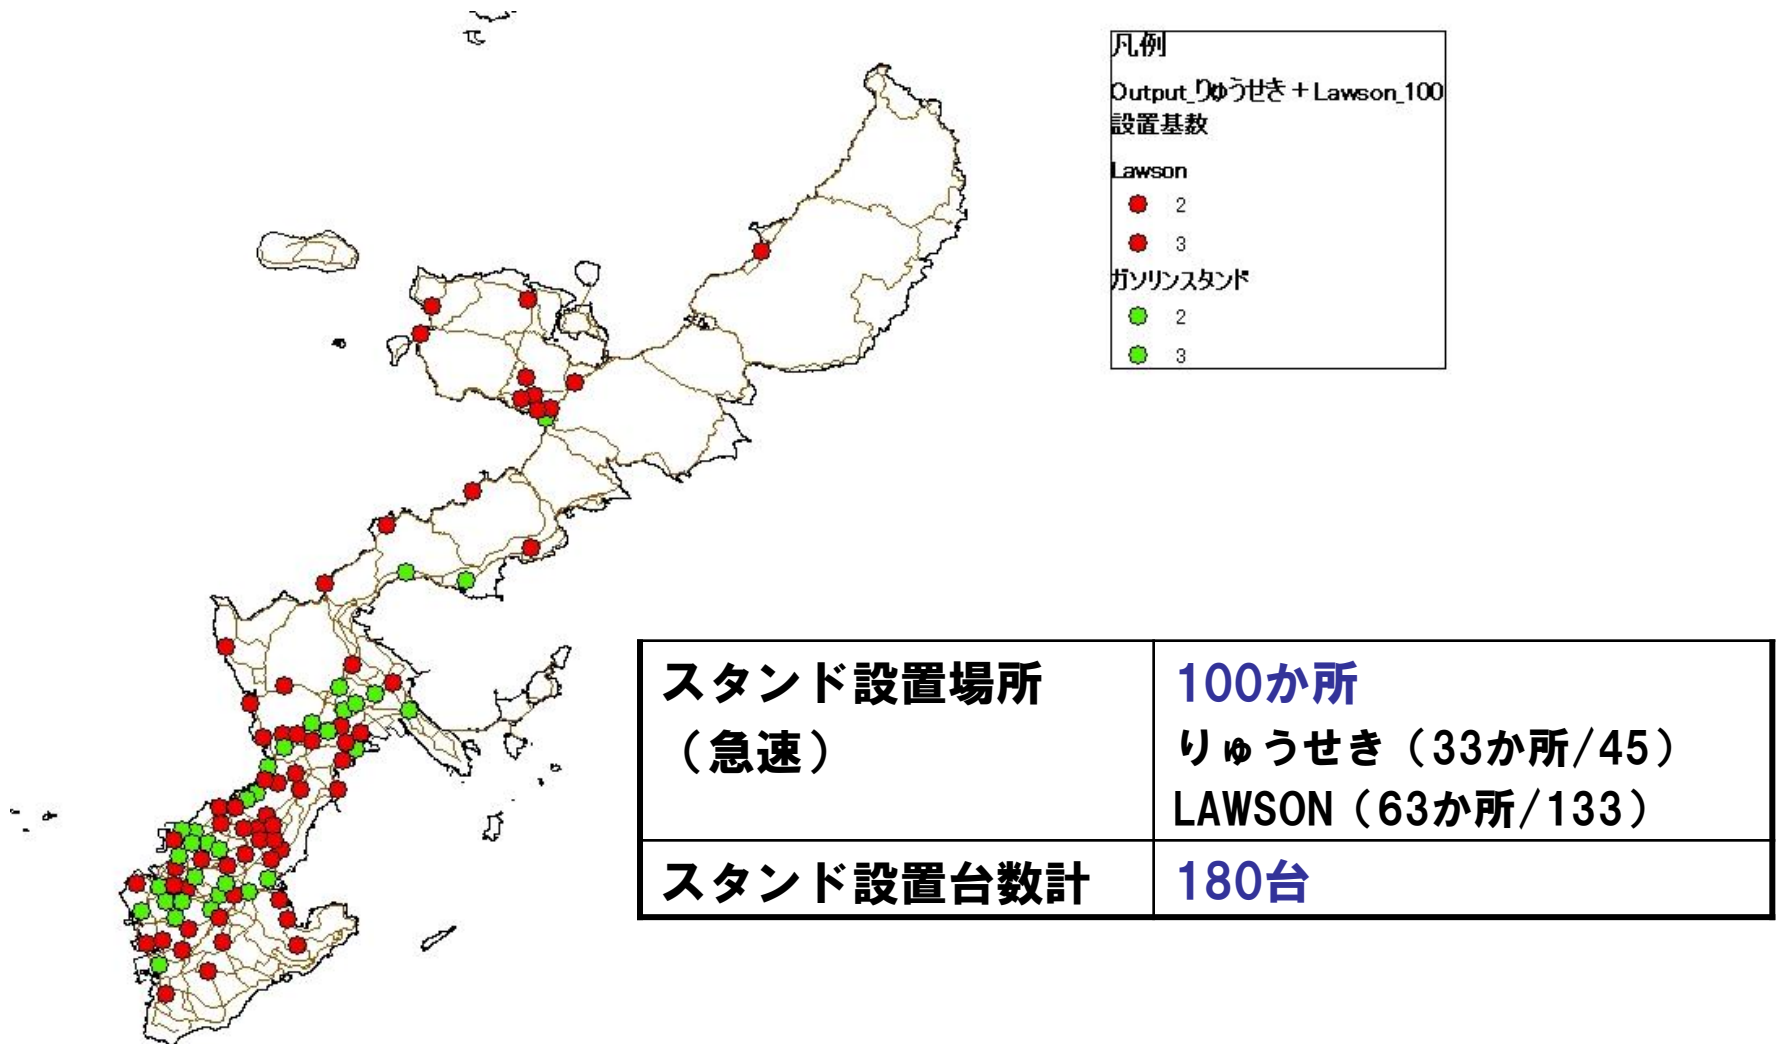 凡例
Output_りゅうせき+Lawson_100
設置基数
Lawson
2
3
ガソリンスタンド
2
3
スタンド設置場所
(急速)
100か所
りゅうせき(33か所/45)
LAWSON(63か所/133)
スタンド設置台数計
180台